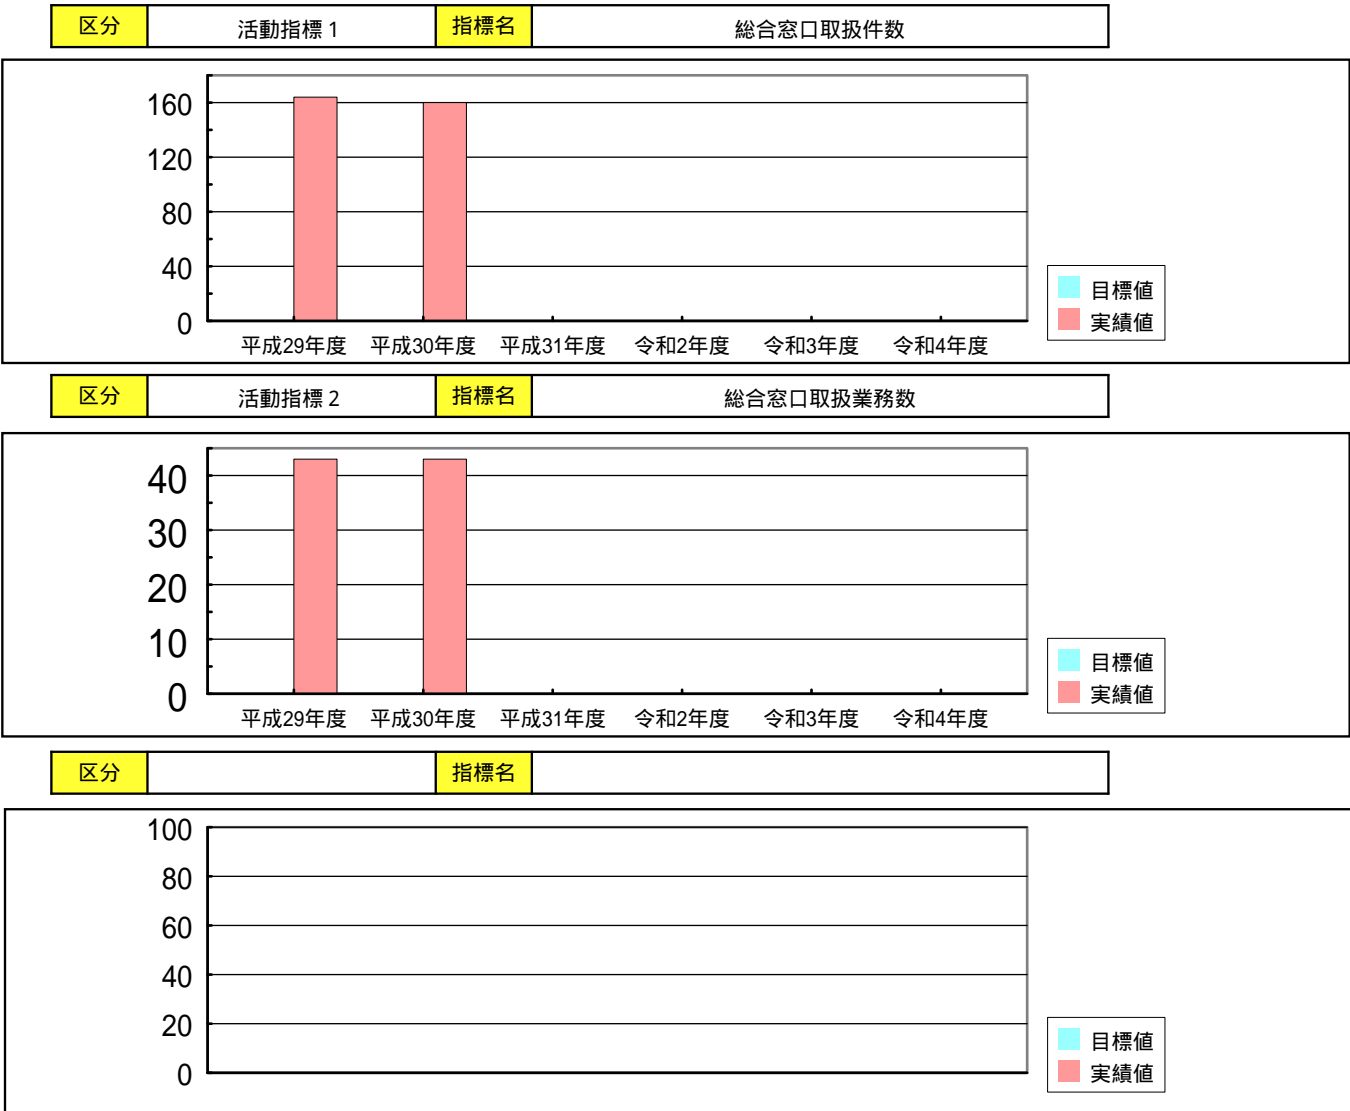 区分 活動指標1 指標名 総合窓口取扱件数
160
120
80
40
0
平成29年度 平成30年度 平成31年度 令和2年度 令和3年度 令和4年度
目標値
実績値
区分 活動指標2 指標名 総合窓口取扱業務数
40
30
20
10
0
平成29年度 平成30年度 平成31年度 令和2年度 令和3年度 令和4年度
目標値
実績値
区分 指標名
100
80
60
40
20
0
目標値
実績値